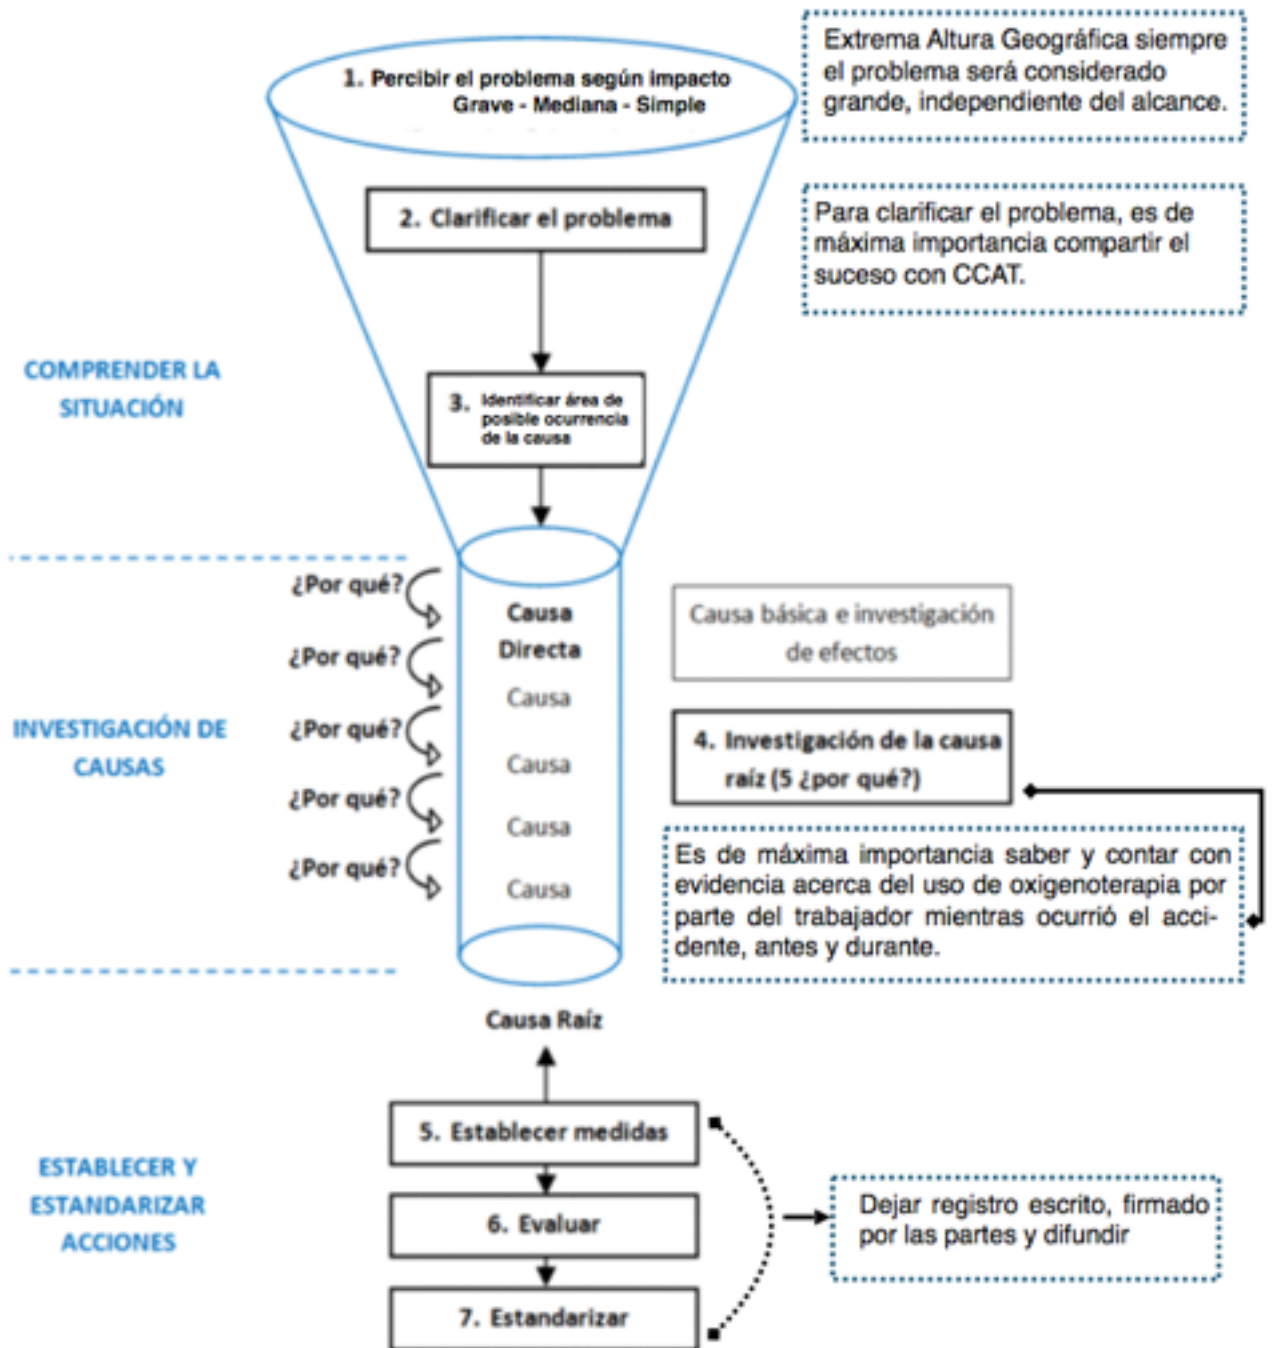 1. Percibir el problema según impacto
Grave - Mediana - Simple
Extrema Altura Geográfica siempre
el problema será considerado
grande, independiente del alcance.
2. Clarificar el problema
Para clarificar el problema, es de
máxima importancia compartir el
suceso con CCAT.
COMPRENDER LA
SITUACIÓN
3. Identificar área de
posible ocurrencia
de la causa
¿Por qué?
¿Por qué?
¿Por qué?
¿Por qué?
¿Por qué?
Causa
Directa
Causa
Causa
Causa
Causa
Causa básica e investigación
de efectos
INVESTIGACIÓN DE
CAUSAS
4. Investigación de la causa
raíz (5 ¿por qué?)
Es de máxima importancia saber y contar con
evidencia acerca del uso de oxigenoterapia por
parte del trabajador mientras ocurrió el acci-
dente, antes y durante.
Causa Raíz
5. Establecer medidas
ESTABLECER Y
ESTANDARIZAR
ACCIONES
6. Evaluar
7. Estandarizar
Dejar registro escrito, firmado
por las partes y difundir